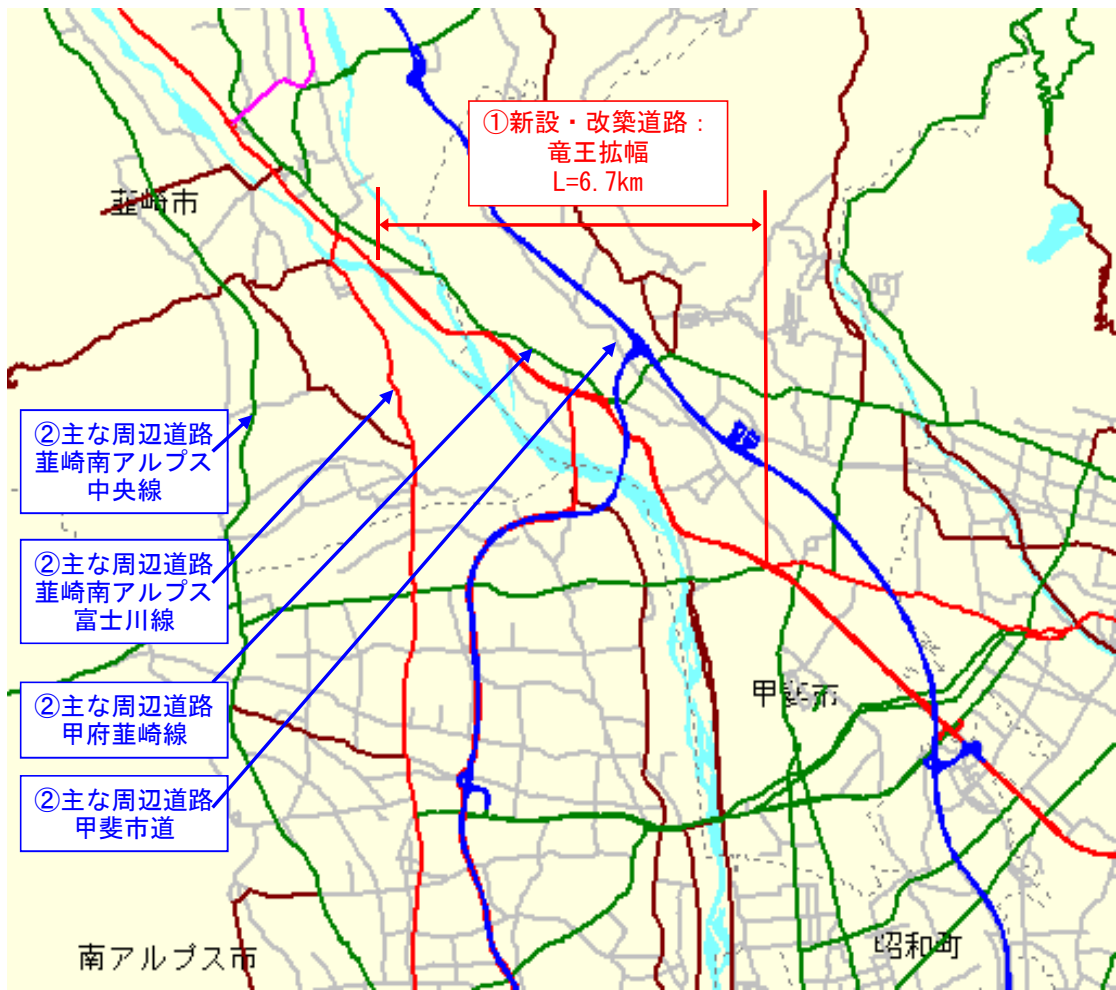 ①新設・改築道路：
竜王拡幅
L=6.7km
韮崎市
②主な周辺道路
韮崎南アルプス
中央線
②主な周辺道路
韮崎南アルプス
富士川線
②主な周辺道路
甲府韮崎線
②主な周辺道路
甲斐市道
甲斐市
南アルプス市
昭和町